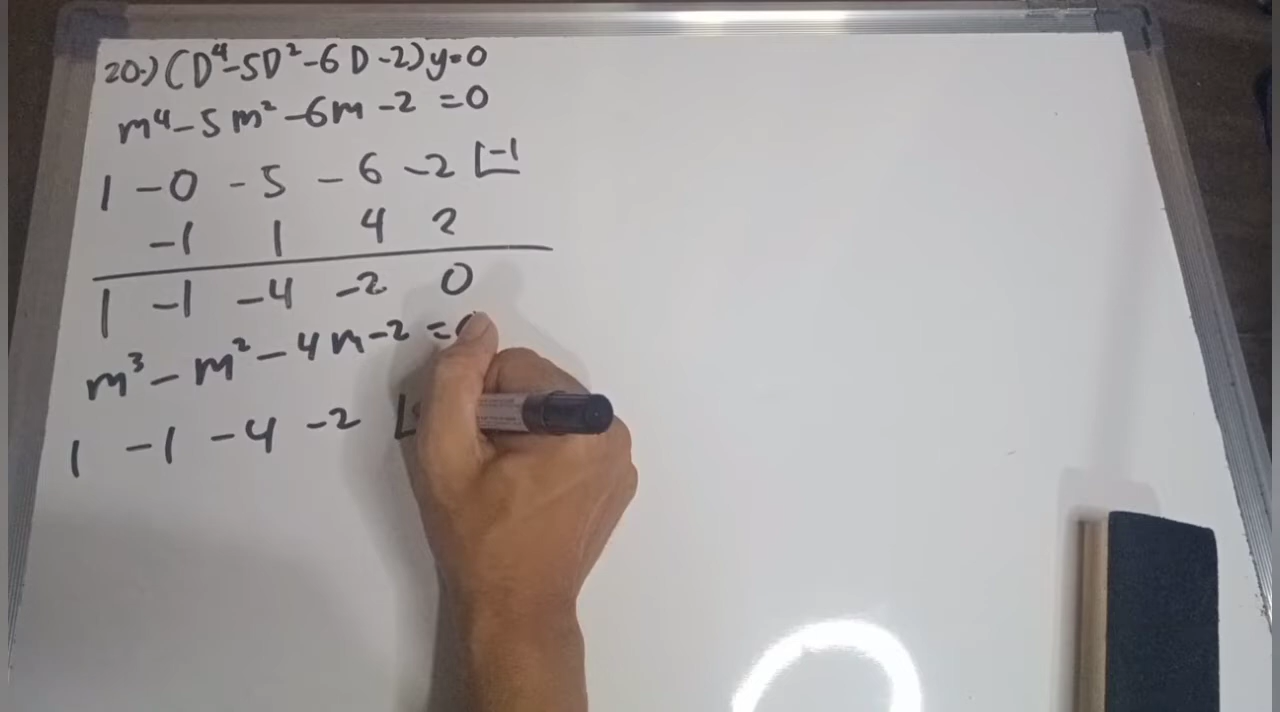 20.) (D⁴-5D²-6D-2)y=0
m⁴-5m²-6m-2=0
1 -0 -5 -6 -2 |-1
-1 1 4 2
1 -1 -4 -2 0
m³-m²-4m-2=0
1 -1 -4 -2